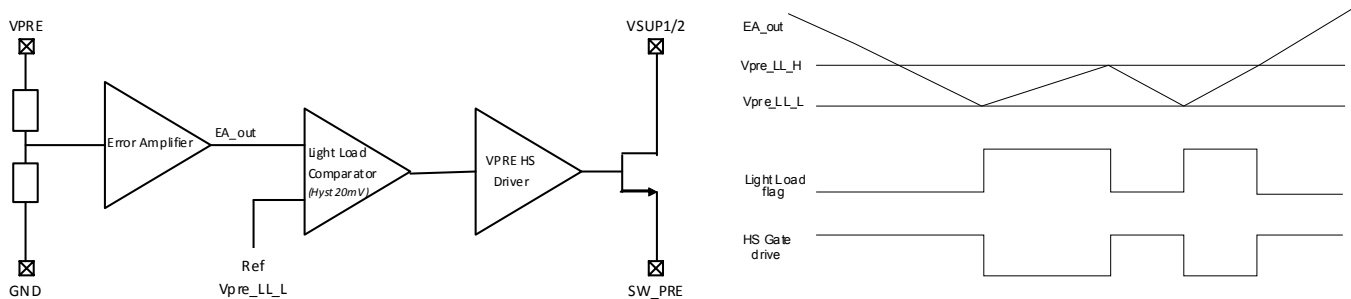 VPRE
GND
Error Amplifier
EA_out
Light Load
Comparator
(Hyst 20mV)
Ref
Vpre_LL_L
VPRE HS
Driver
VSUP1/2
SW_PRE
EA_out
Vpre_LL_H
Vpre_LL_L
Light Load
flag
HS Gate
drive